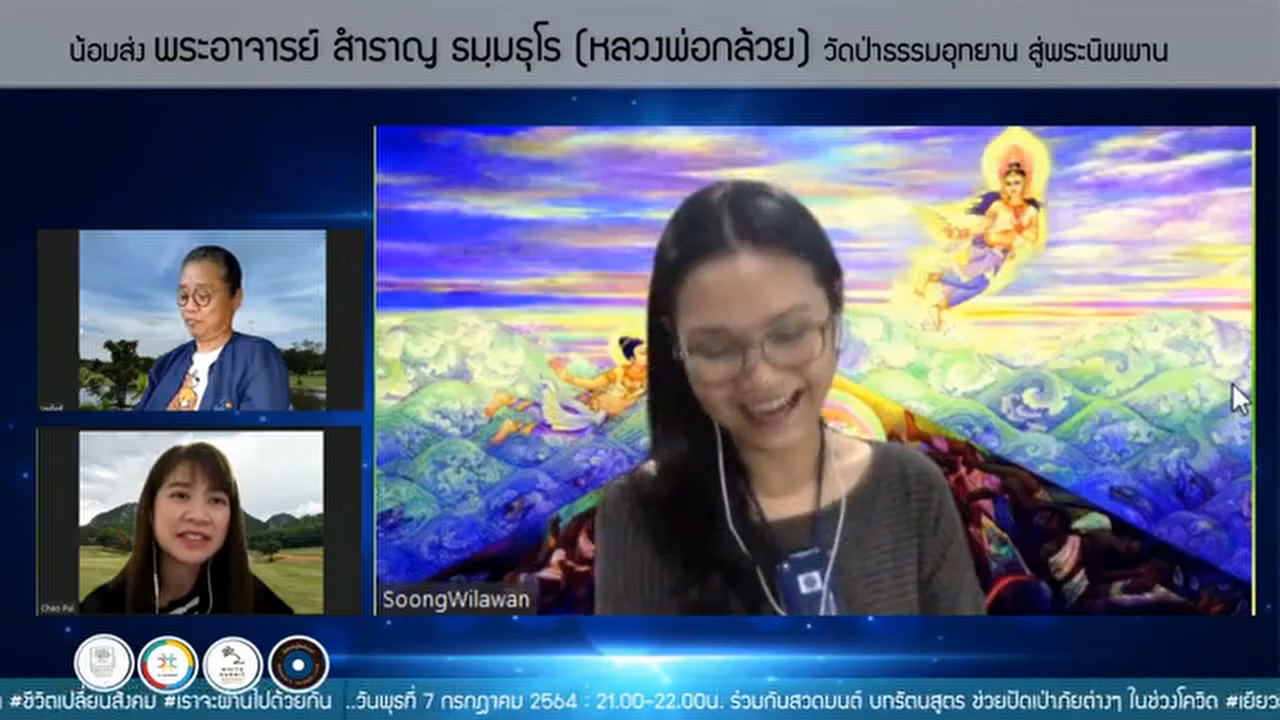 น้อมส่ง พระอาจารย์ สำราญ ธมฺมธุโร (หลวงพ่อกล้วย) วัดป่าธรรมอุทยาน สู่พระนิพพาน
Chao Pui
SoongWilawan
WHITE RABBIT
#ชีวิตเปลี่ยนสังคม #เราจะผ่านไปด้วยกัน ..วันพุธที่ 7 กรกฎาคม 2564 : 21.00-22.00น. ร่วมกันสวดมนต์ บทรัตนสูตร ช่วยปัดเป่าภัยต่างๆ ในช่วงโควิด